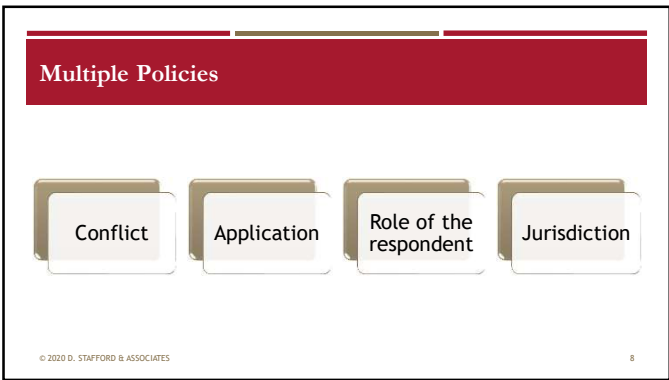 Multiple Policies
Conflict
Application
Role of the
respondent
Jurisdiction
© 2020 D. STAFFORD & ASSOCIATES
8